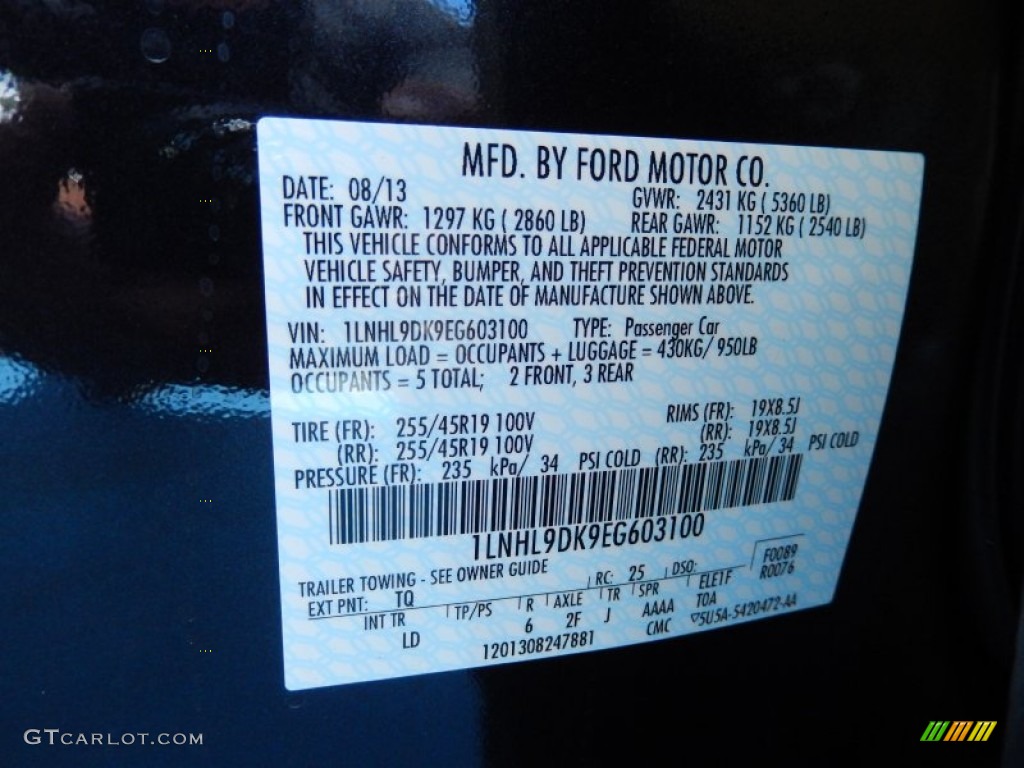 MFD. BY FORD MOTOR CO.
DATE: 08/13 GVWR: 2431 KG ( 5360 LB)
FRONT GAWR: 1297 KG ( 2860 LB) REAR GAWR: 1152 KG ( 2540 LB)
THIS VEHICLE CONFORMS TO ALL APPLICABLE FEDERAL MOTOR
VEHICLE SAFETY, BUMPER, AND THEFT PREVENTION STANDARDS
IN EFFECT ON THE DATE OF MANUFACTURE SHOWN ABOVE.
VIN: 1LNHL9DK9EG603100 TYPE: Passenger Car
MAXIMUM LOAD = OCCUPANTS + LUGGAGE = 430KG/ 950LB
OCCUPANTS = 5 TOTAL; 2 FRONT, 3 REAR
TIRE (FR): 255/45R19 100V RIMS (FR): 19X8.5J
(RR): 255/45R19 100V (RR): 19X8.5J
PRESSURE (FR): 235 kPa/ 34 PSI COLD (RR): 235 kPa/ 34 PSI COLD
1LNHL9DK9EG603100
TRAILER TOWING - SEE OWNER GUIDE
EXT PNT: TQ RC: 25 DSO: F0089
R0076
INT TR TP/PS R AXLE TR SPR ELE1F
LD 6 2F J AAAA TOA
1201308247881 CMC ▽5U5A-5420472-AA
GTCARLOT.COM